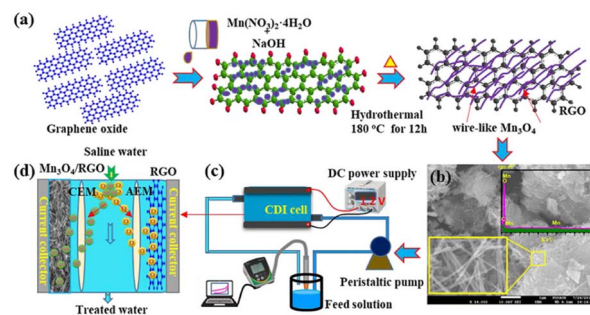 (a)
Mn(NO3)2·4H2O
+
NaOH
Graphene oxide
Hydrothermal
180 °C for 12h
wire-like Mn3O4
RGO
Saline water
(d)
Mn3O4/RGO
RGO
CEM
AEM
Current collector
Current collector
Treated water
(c)
DC power supply
1.2 V
CDI cell
Peristaltic pump
Feed solution
(b)
Mn
Mn